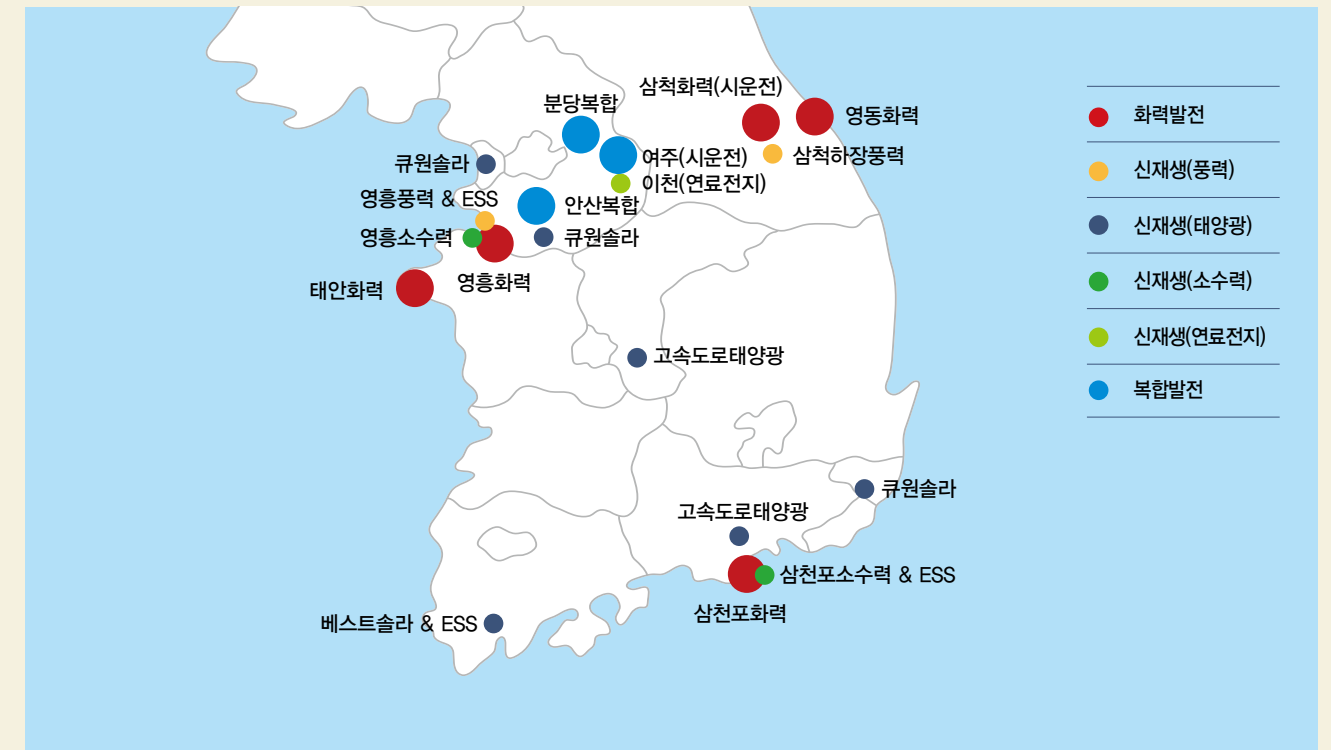 삼척화력(시운전)
분당복합
영동화력
여주(시운전)
삼척하장풍력
큐원솔라
이천(연료전지)
영흥풍력 & ESS
안산복합
영흥소수력
큐원솔라
영흥화력
태안화력
고속도로태양광
큐원솔라
고속도로태양광
삼천포소수력 & ESS
삼천포화력
베스트솔라 & ESS
화력발전
신재생(풍력)
신재생(태양광)
신재생(소수력)
신재생(연료전지)
복합발전